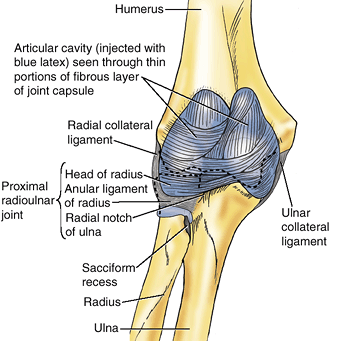 Humerus
Articular cavity (injected with
blue latex) seen through thin
portions of fibrous layer
of joint capsule
Radial collateral
ligament
Proximal
radioulnar
joint
Head of radius
Anular ligament
of radius
Radial notch
of ulna
Ulnar
collateral
ligament
Sacciform
recess
Radius
Ulna